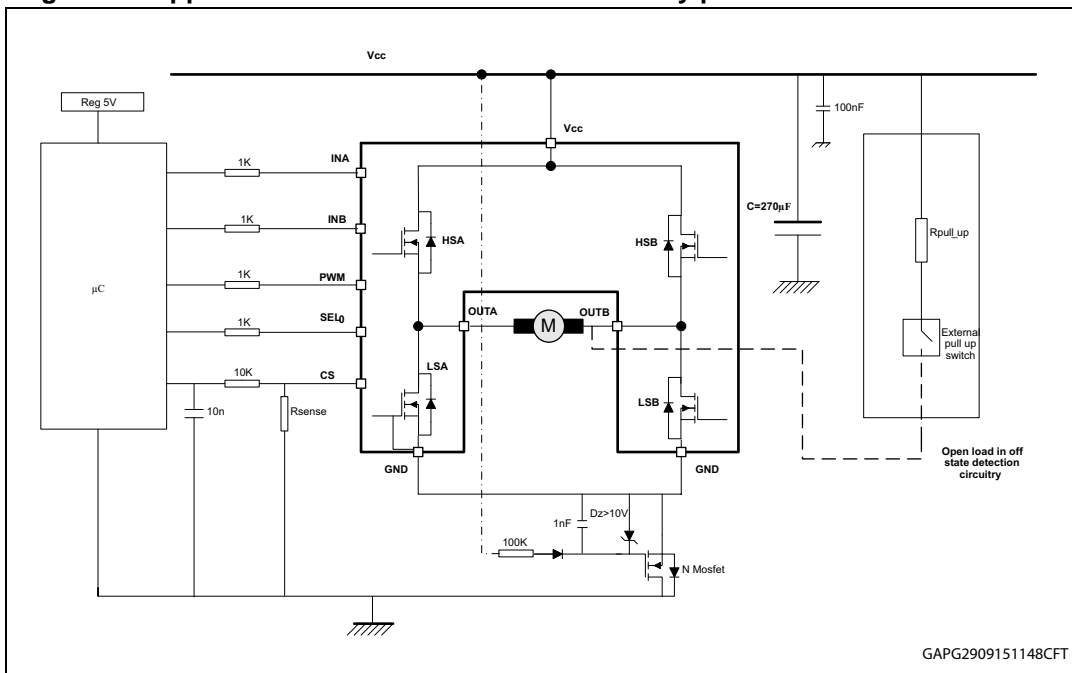 Vcc
Reg 5V
100nF
Vcc
1K
INA
C=270µF
Rpull_up
1K
INB
HSA
HSB
1K
PWM
µC
OUTA
OUTB
M
1K
SEL0
External
pull up
switch
LSA
10K
CS
10n
Rsense
LSB
GND
GND
Open load in off
state detection
circuitry
Dz>10V
1nF
100K
N Mosfet
GAPG2909151148CFT